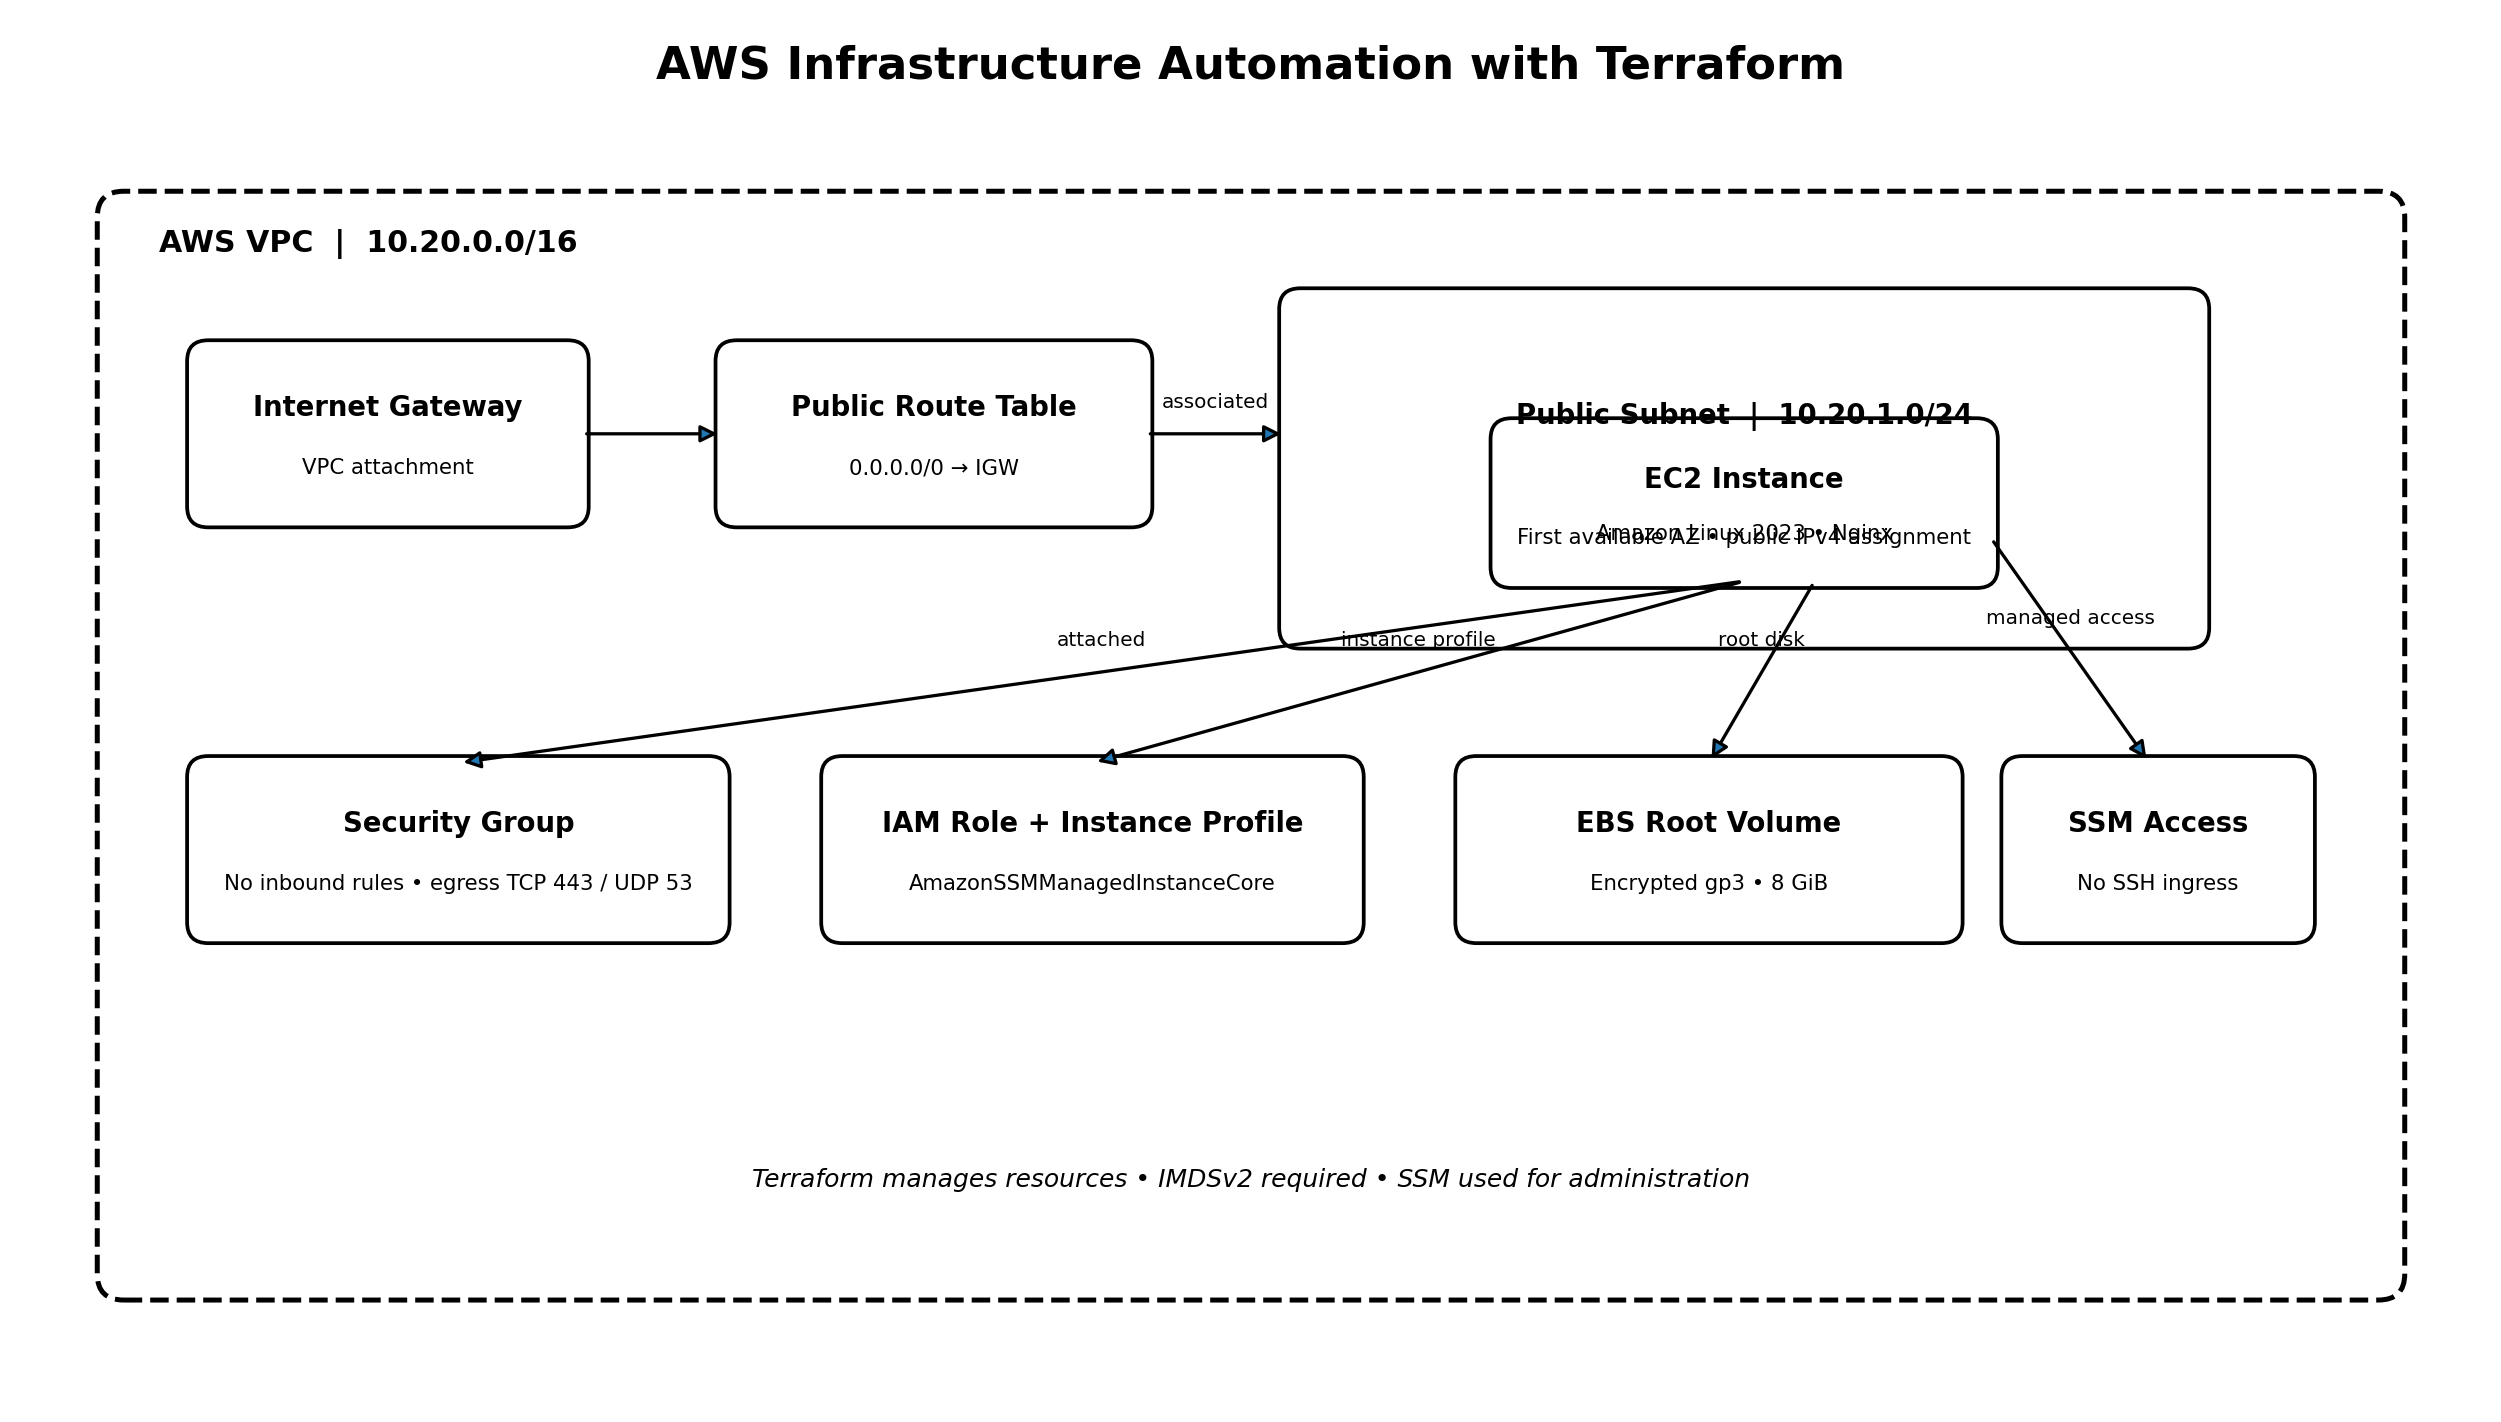 AWS Infrastructure Automation with Terraform
AWS VPC | 10.20.0.0/16
Internet Gateway
VPC attachment
Public Route Table
0.0.0.0/0 → IGW
associated
Public Subnet | 10.20.1.0/24
EC2 Instance
Amazon Linux 2023 • Nginx
First available AZ • public IPv4 assignment
attached
instance profile
root disk
managed access
Security Group
No inbound rules • egress TCP 443 / UDP 53
IAM Role + Instance Profile
AmazonSSMManagedInstanceCore
EBS Root Volume
Encrypted gp3 • 8 GiB
SSM Access
No SSH ingress
Terraform manages resources • IMDSv2 required • SSM used for administration